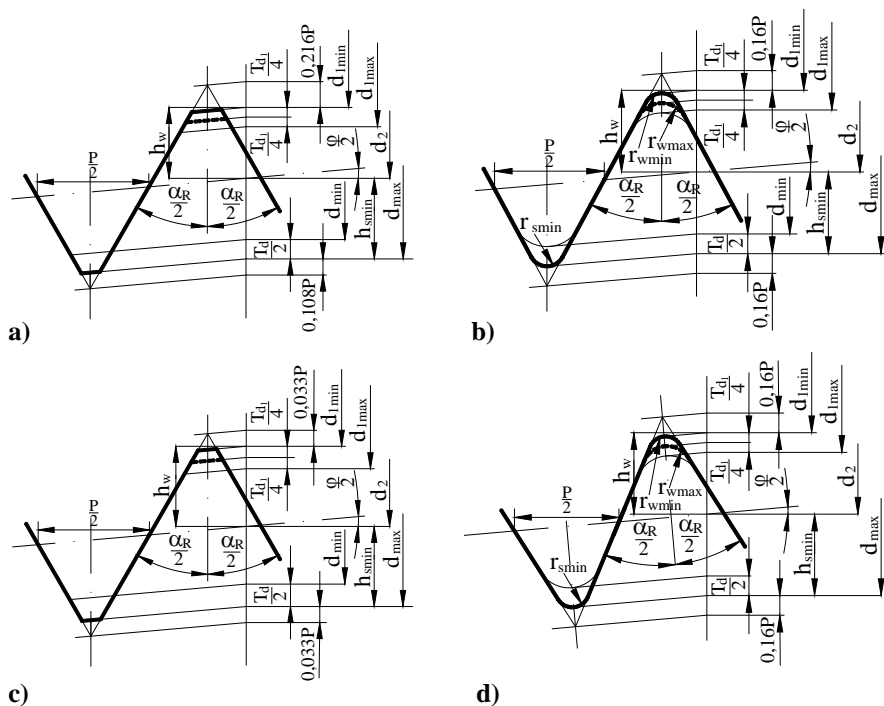 T_d1/4
0,216P
d_1min
d_1max
h_w
T_d1/4
φ/2
d_2
P/2
α_R/2
α_R/2
d_min
h_smin
d_max
T_d/2
0,108P
a)
T_d1/4
0,16P
d_1min
d_1max
h_w
T_d1/4
r_wmax
r_wmin
φ/2
d_2
P/2
α_R/2
α_R/2
r_smin
d_min
h_smin
d_max
T_d/2
0,16P
b)
T_d1/4
0,033P
d_1min
d_1max
h_w
T_d1/4
φ/2
d_2
P/2
α_R/2
α_R/2
d_min
h_smin
d_max
T_d/2
0,033P
c)
T_d1/4
0,16P
d_1min
d_1max
h_w
T_d1/4
r_wmax
r_wmin
φ/2
d_2
P/2
α_R/2
α_R/2
r_smin
d_min
h_smin
d_max
T_d/2
0,16P
d)